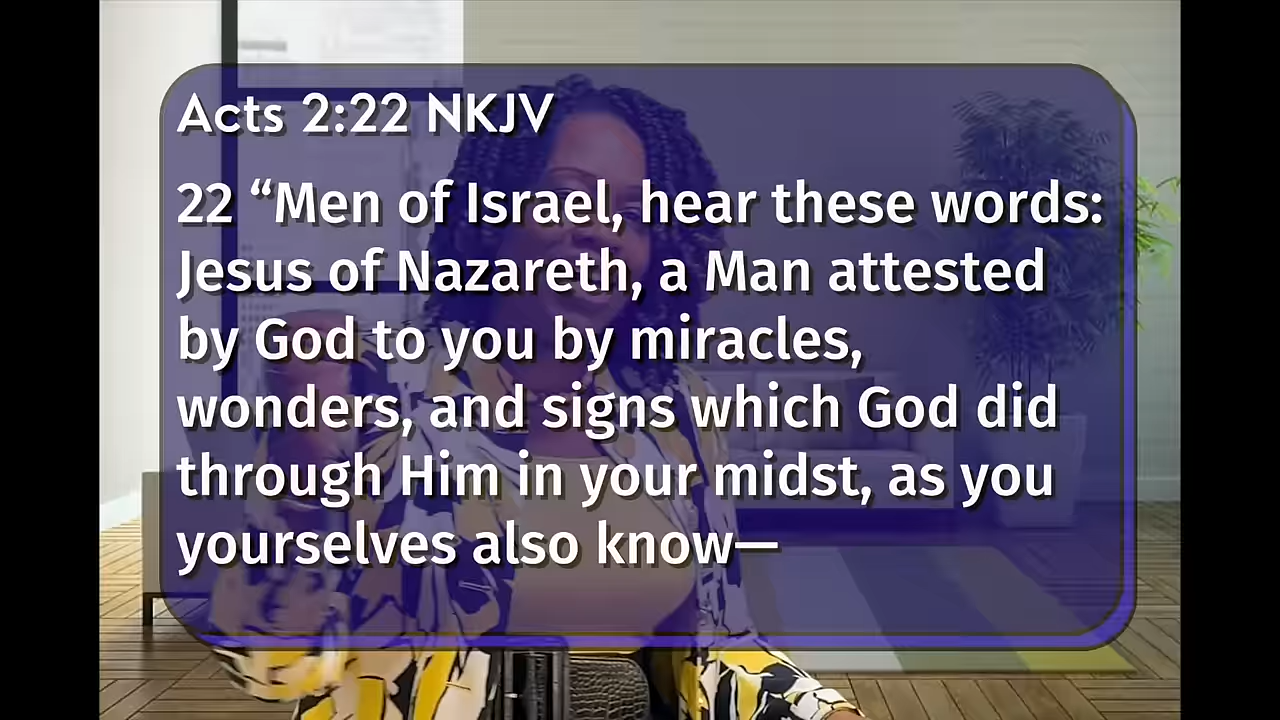 Acts 2:22 NKJV
22 “Men of Israel, hear these words:
Jesus of Nazareth, a Man attested
by God to you by miracles,
wonders, and signs which God did
through Him in your midst, as you
yourselves also know—